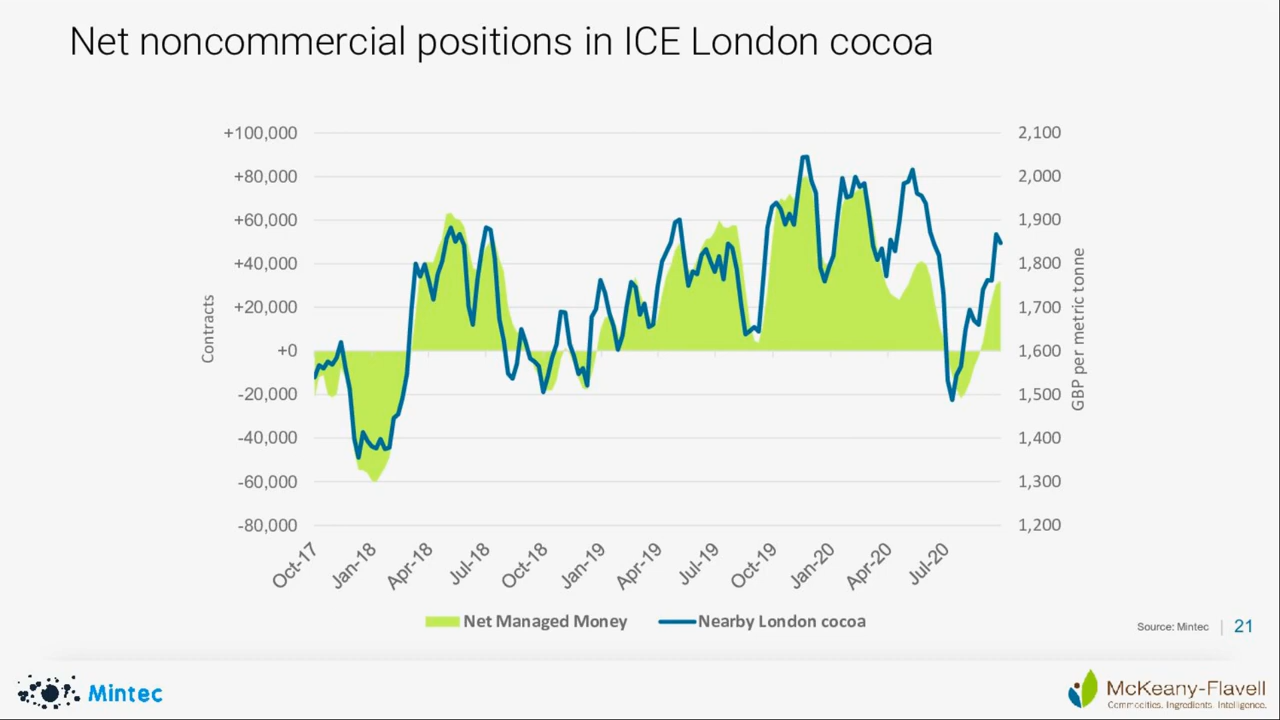 Net noncommercial positions in ICE London cocoa
+100,000
+80,000
+60,000
+40,000
+20,000
+0
-20,000
-40,000
-60,000
-80,000
Contracts
2,100
2,000
1,900
1,800
1,700
1,600
1,500
1,400
1,300
1,200
GBP per metric tonne
Oct-17
Jan-18
Apr-18
Jul-18
Oct-18
Jan-19
Apr-19
Jul-19
Oct-19
Jan-20
Apr-20
Jul-20
Net Managed Money
Nearby London cocoa
Source: Mintec | 21
Mintec
McKeany-Flavell
Commodities. Ingredients. Intelligence.